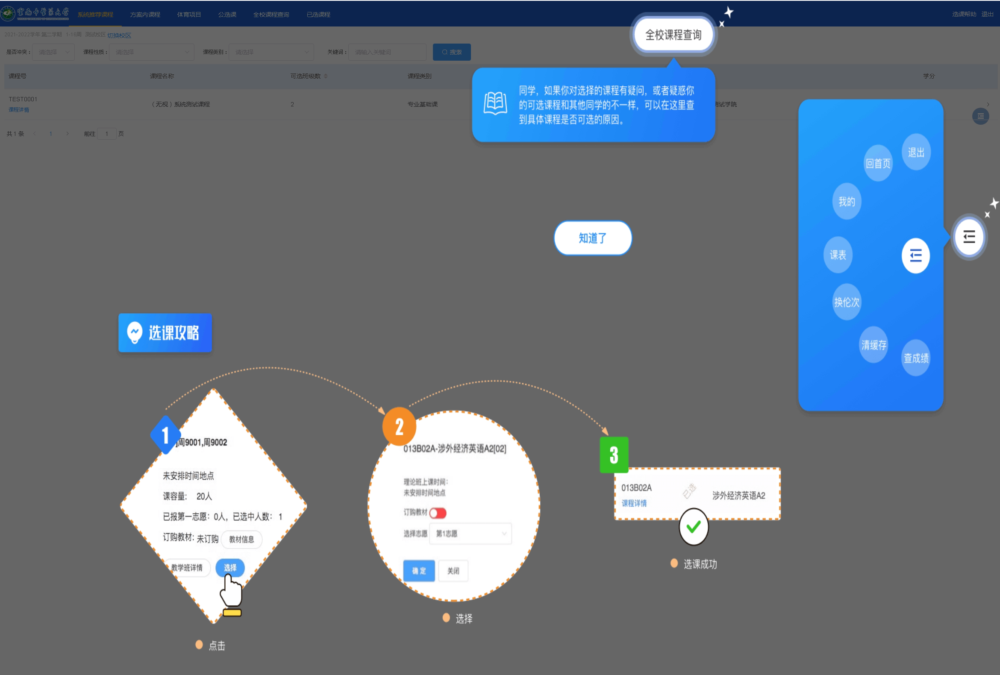 雲南中醫藥大學 系统推荐课程 方案内课程 体育项目 公选课 全校课程查询 已选课程 选课帮助 退出
2021-2022学年 第二学期 1-16周 测试校区 切换校区
全校课程查询
是否冲突： 请选择 课程性质： 请选择 课程类别： 请选择 关键词： 请输入关键词 搜索
课程号 课程名称 可选班级数 课程类别 学分
TEST0001
课程详情
（无视）系统测试课程 2 专业基础课 测试学院
共 1 条 1 前往 1 页
同学，如果你对选择的课程有疑问，或者疑惑你
的可选课程和其他同学的不一样，可以在这里查
到具体课程是否可选的原因。
知道了
退出
回首页
我的
课表
换伦次
清缓存
查成绩
选课攻略
1
]周9001,周9002
未安排时间地点
课容量: 20人
已报第一志愿：0人，已选中人数： 1
订购教材: 未订购 教材信息
教学班详情 选择
点击
2
013B02A-涉外经济英语A2[02]
理论班上课时间：
未安排时间地点
订购教材
选择志愿 第1志愿
确 定 关闭
选择
3
013B02A 已选 涉外经济英语A2
课程详情
选课成功